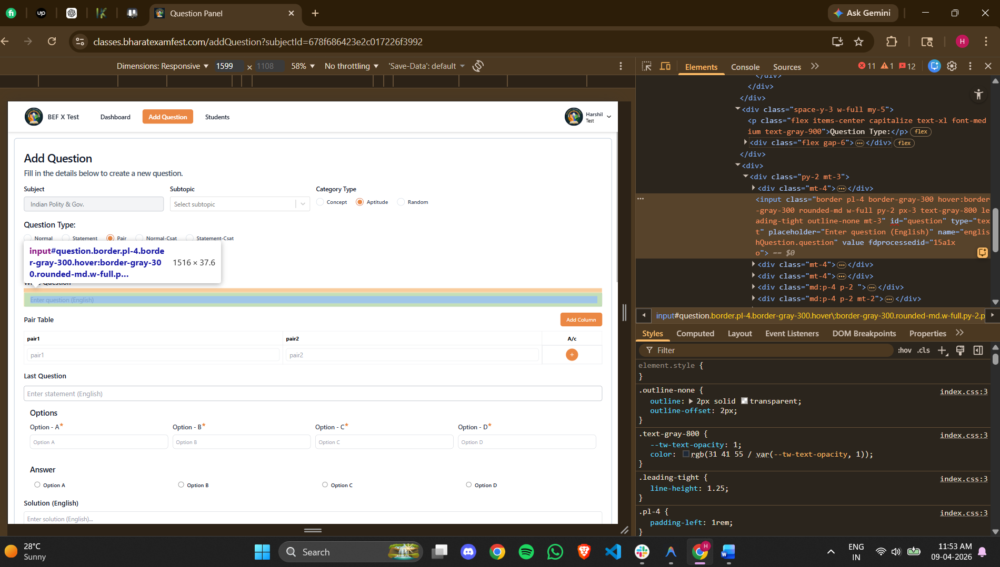 Question Panel
Ask Gemini
classes.bharatexamfest.com/addQuestion?subjectId=678f686423e2c017226f3992
H
Dimensions: Responsive 1599 × 1108 58% No throttling 'Save-Data': default
Elements Console Sources 11 1 12
BEF X Test Dashboard Add Question Students Harshil
Test
Add Question
Fill in the details below to create a new question.
Subject Subtopic Category Type
Indian Polity & Gov. Select subtopic Concept Aptitude Random
Question Type:
Normal Statement Pair Normal-Csat Statement-Csat
input#question.border.pl-4.borde
r-gray-300.hover:border-gray-30
0.rounded-md.w-full.p... 1516 × 37.6
Question
Enter question (English)
Pair Table Add Column
pair1 pair2 A/c
pair1 pair2 +
Last Question
Enter statement (English)
Options
Option - A* Option - B* Option - C* Option - D*
Option A Option B Option C Option D
Answer
Option A Option B Option C Option D
Solution (English)
Enter solution (English)...
</div>
</div>
</div>
<div class="space-y-3 w-full my-5">
<p class="flex items-center capitalize text-xl font-med
ium text-gray-900">Question Type:</p> flex
<div class="flex gap-6">…</div> flex
</div>
<div>
<div class="py-2 mt-3">
<div class="mt-4">…</div>
<input class="border pl-4 border-gray-300 hover:border
-gray-300 rounded-md w-full py-2 px-3 text-gray-800 le
ading-tight outline-none mt-3" id="question" type="tex
t" placeholder="Enter question (English)" name="englis
hQuestion.question" value fdprocessedid="15a1x
o"> == $0
<div class="mt-4">…</div>
<div class="mt-4">…</div>
<div class="md:p-4 p-2 ">…</div>
<div class="md:p-4 p-2 mt-2">…</div>
input#question.border.pl-4.border-gray-300.hover\:border-gray-300.rounded-md.w-full.py-2.p
Styles Computed Layout Event Listeners DOM Breakpoints Properties
Filter :hov .cls
element.style {
}
.outline-none { index.css:3
outline: 2px solid transparent;
outline-offset: 2px;
}
.text-gray-800 { index.css:3
--tw-text-opacity: 1;
color: rgb(31 41 55 / var(--tw-text-opacity, 1));
}
.leading-tight { index.css:3
line-height: 1.25;
}
.pl-4 { index.css:3
padding-left: 1rem;
}
28°C
Sunny
Search
ENG
IN
11:53 AM
09-04-2026